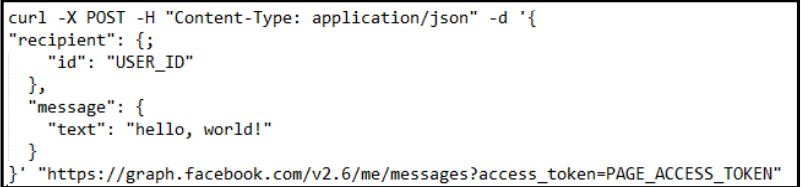 curl -X POST -H "Content-Type: application/json" -d '{
"recipient": {;
    "id": "USER_ID"
  },
  "message": {
    "text": "hello, world!"
  }
}' "https://graph.facebook.com/v2.6/me/messages?access_token=PAGE_ACCESS_TOKEN"